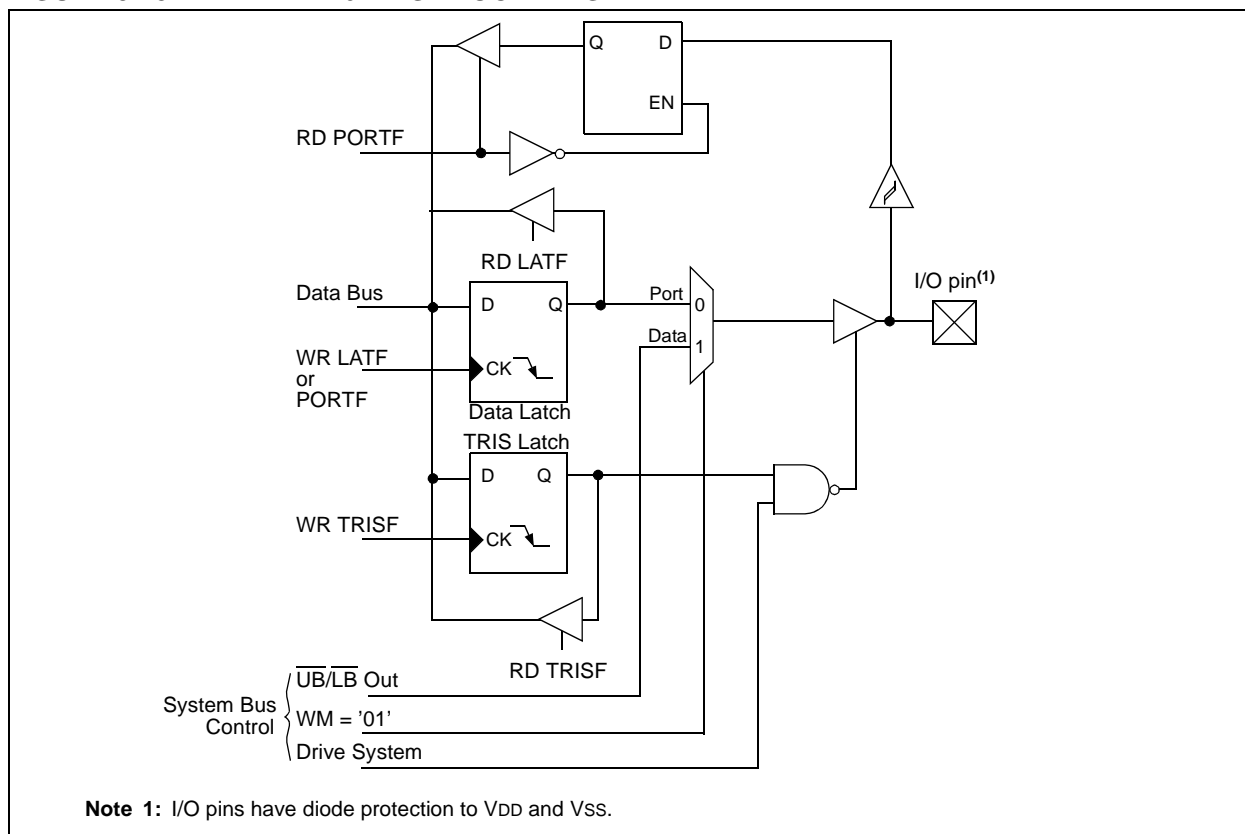 Q D
EN
RD PORTF
RD LATF
I/O pin(1)
Data Bus
D Q
Port 0
Data 1
WR LATF
or
PORTF
CK
Data Latch
TRIS Latch
D Q
WR TRISF
CK
RD TRISF
UB/LB Out
System Bus
Control
WM = '01'
Drive System
Note 1: I/O pins have diode protection to VDD and VSS.